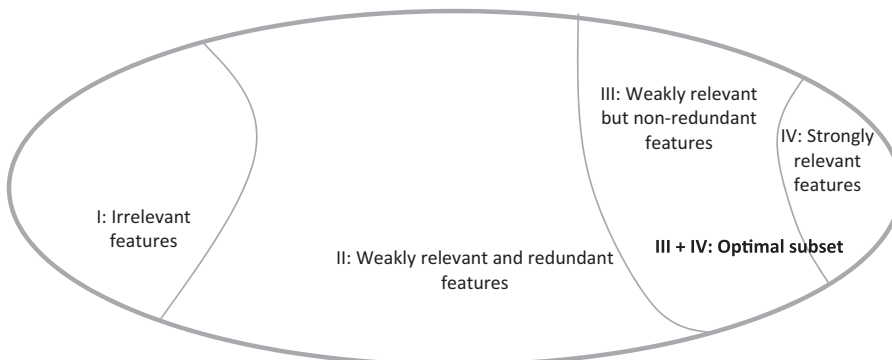 I: Irrelevant
features
II: Weakly relevant and redundant
features
III: Weakly relevant
but non-redundant
features
IV: Strongly
relevant
features
III + IV: Optimal subset